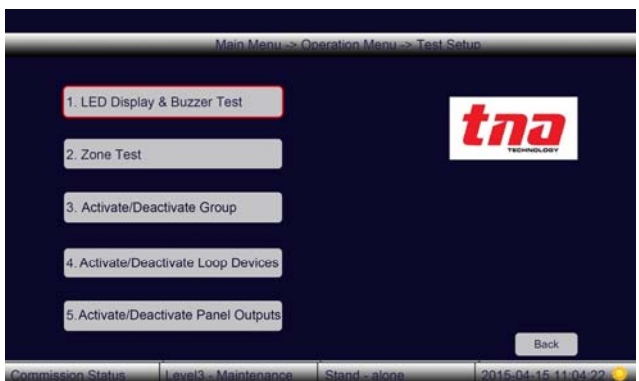 Main Menu -> Operation Menu -> Test Setup
1. LED Display & Buzzer Test
tna
TECHNOLOGY
2. Zone Test
3. Activate/Deactivate Group
4. Activate/Deactivate Loop Devices
5.Activate/Deactivate Panel Outputs
Back
Commission Status
Level3 - Maintenance
Stand - alone
2015-04-15 11:04:22